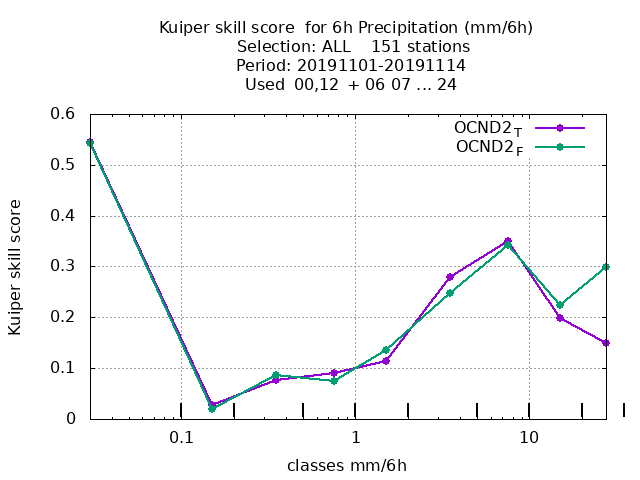 Kuiper skill score  for 6h Precipitation (mm/6h)
Selection: ALL    151 stations
Period: 20191101-20191114
Used  00,12  + 06 07 ... 24
OCND2T
OCND2F
Kuiper skill score
0.6
0.5
0.4
0.3
0.2
0.1
0
0.1
1
10
classes mm/6h